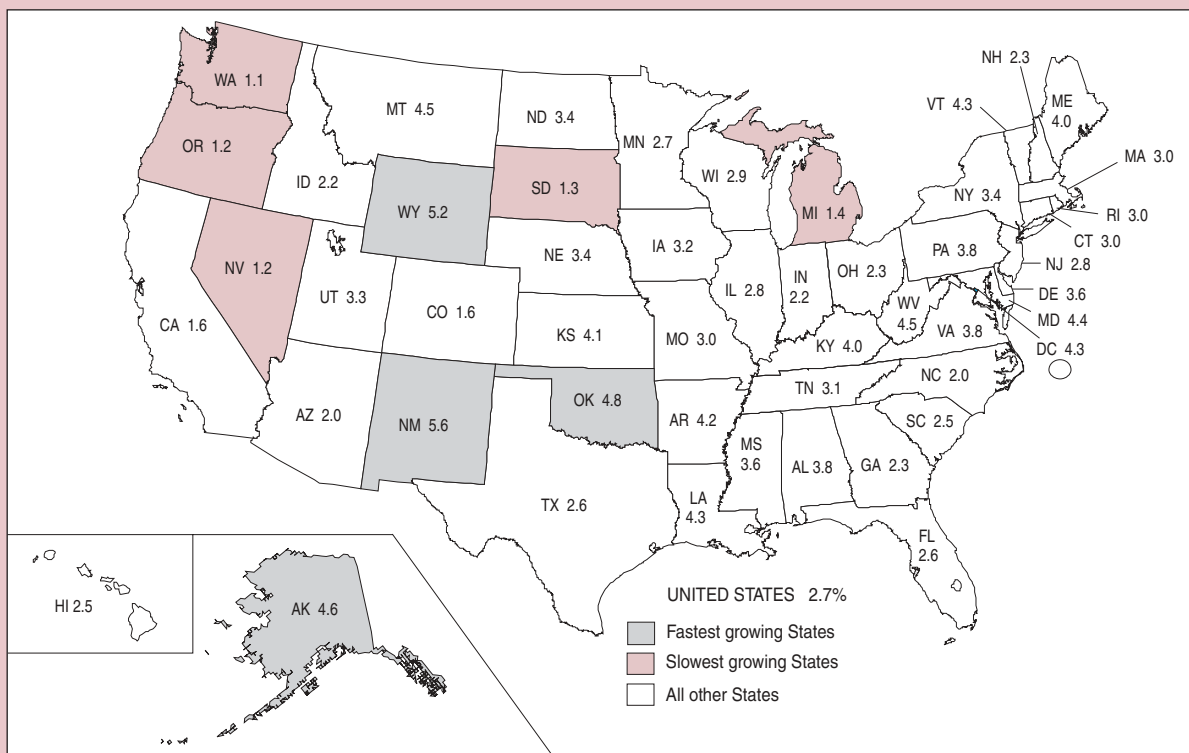 WA 1.1
OR 1.2
CA 1.6
NV 1.2
ID 2.2
MT 4.5
WY 5.2
UT 3.3
AZ 2.0
CO 1.6
NM 5.6
ND 3.4
SD 1.3
NE 3.4
KS 4.1
OK 4.8
TX 2.6
MN 2.7
IA 3.2
MO 3.0
AR 4.2
LA
4.3
WI 2.9
IL 2.8
MI 1.4
IN
2.2
OH 2.3
KY 4.0
TN 3.1
MS
3.6
AL 3.8
GA 2.3
FL
2.6
SC 2.5
NC 2.0
VA 3.8
WV
4.5
PA 3.8
NY 3.4
VT 4.3
NH 2.3
ME
4.0
MA 3.0
RI 3.0
CT 3.0
NJ 2.8
DE 3.6
MD 4.4
DC 4.3
HI 2.5
AK 4.6
UNITED STATES 2.7%
Fastest growing States
Slowest growing States
All other States